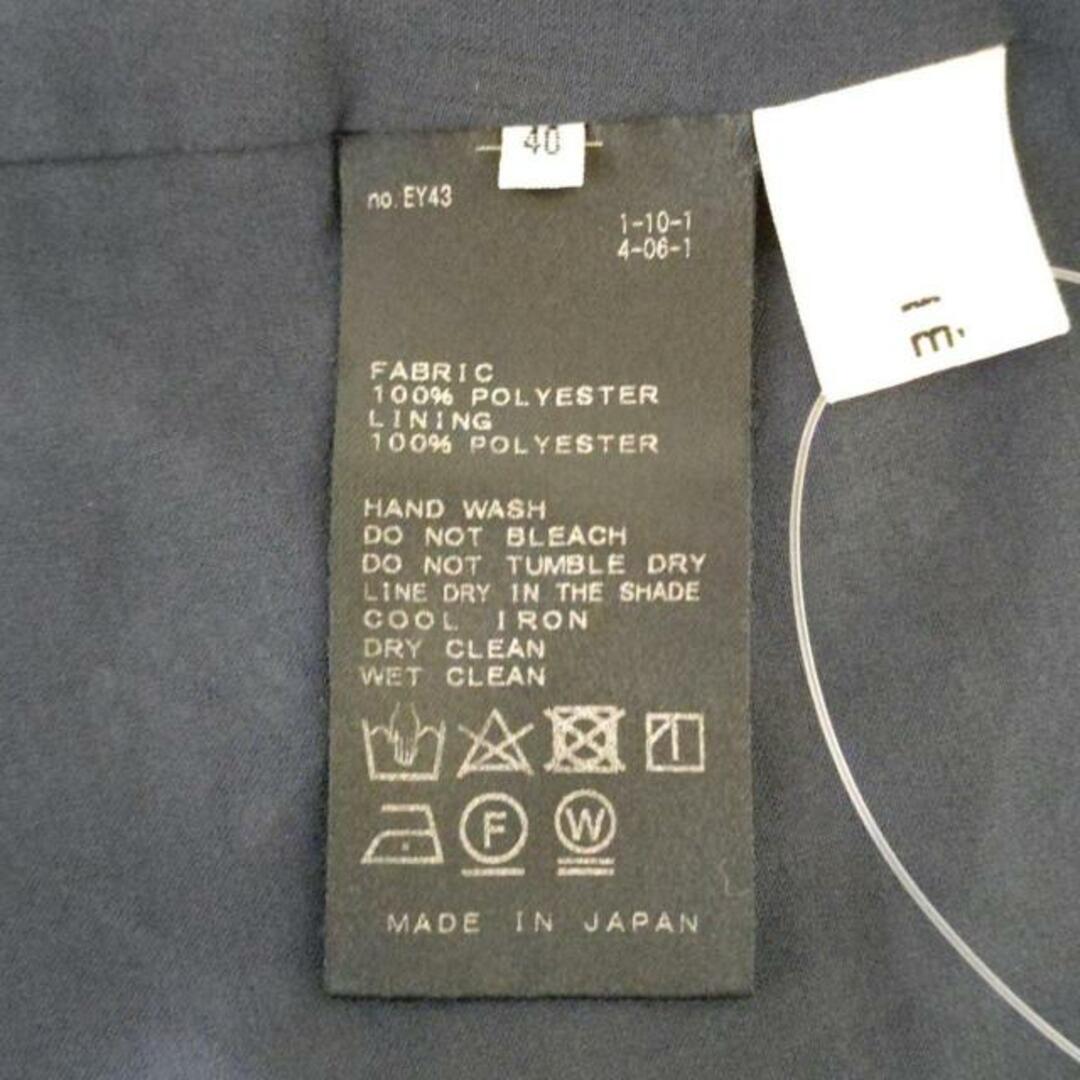 40
no. EY43
1-10-1
4-06-1
FABRIC
100% POLYESTER
LINING
100% POLYESTER
HAND WASH
DO NOT BLEACH
DO NOT TUMBLE DRY
LINE DRY IN THE SHADE
COOL IRON
DRY CLEAN
WET CLEAN
F W
MADE IN JAPAN